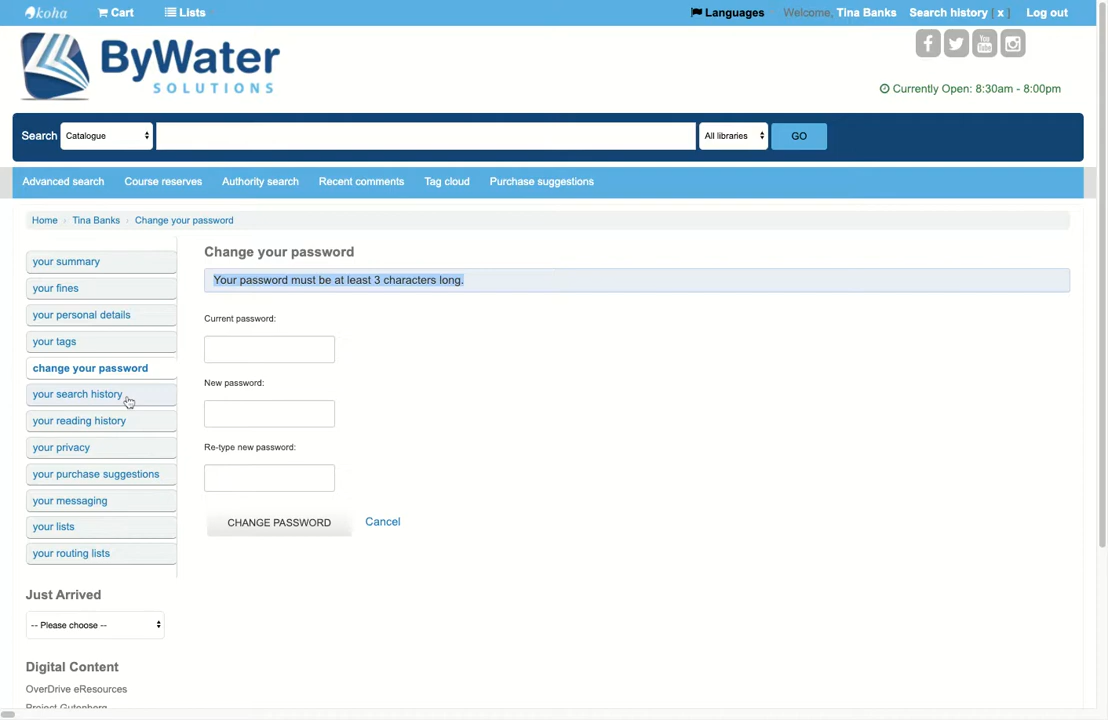 koha Cart Lists Languages Welcome, Tina Banks Search history [ x ] Log out
ByWater
SOLUTIONS
You Tube
Currently Open: 8:30am - 8:00pm
Search Catalogue All libraries GO
Advanced search Course reserves Authority search Recent comments Tag cloud Purchase suggestions
Home Tina Banks Change your password
your summary
your fines
your personal details
your tags
change your password
your search history
your reading history
your privacy
your purchase suggestions
your messaging
your lists
your routing lists
Change your password
Your password must be at least 3 characters long.
Current password:
New password:
Re-type new password:
CHANGE PASSWORD Cancel
Just Arrived
-- Please choose --
Digital Content
OverDrive eResources
Project Gutenberg